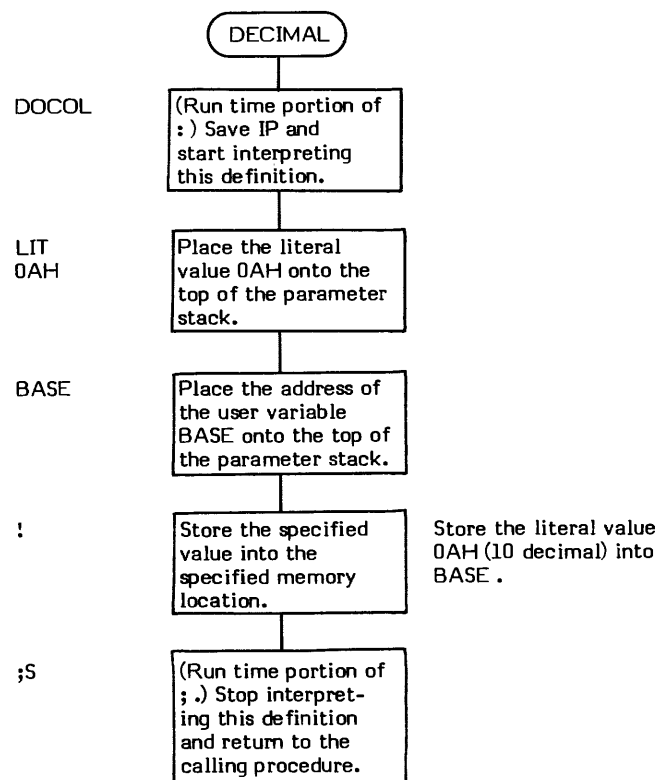 DECIMAL
DOCOL
(Run time portion of
: ) Save IP and
start interpreting
this definition.
LIT
0AH
Place the literal
value 0AH onto the
top of the parameter
stack.
BASE
Place the address of
the user variable
BASE onto the top of
the parameter stack.
!
Store the specified
value into the
specified memory
location.
Store the literal value
0AH (10 decimal) into
BASE .
;S
(Run time portion of
; .) Stop interpret-
ing this definition
and return to the
calling procedure.